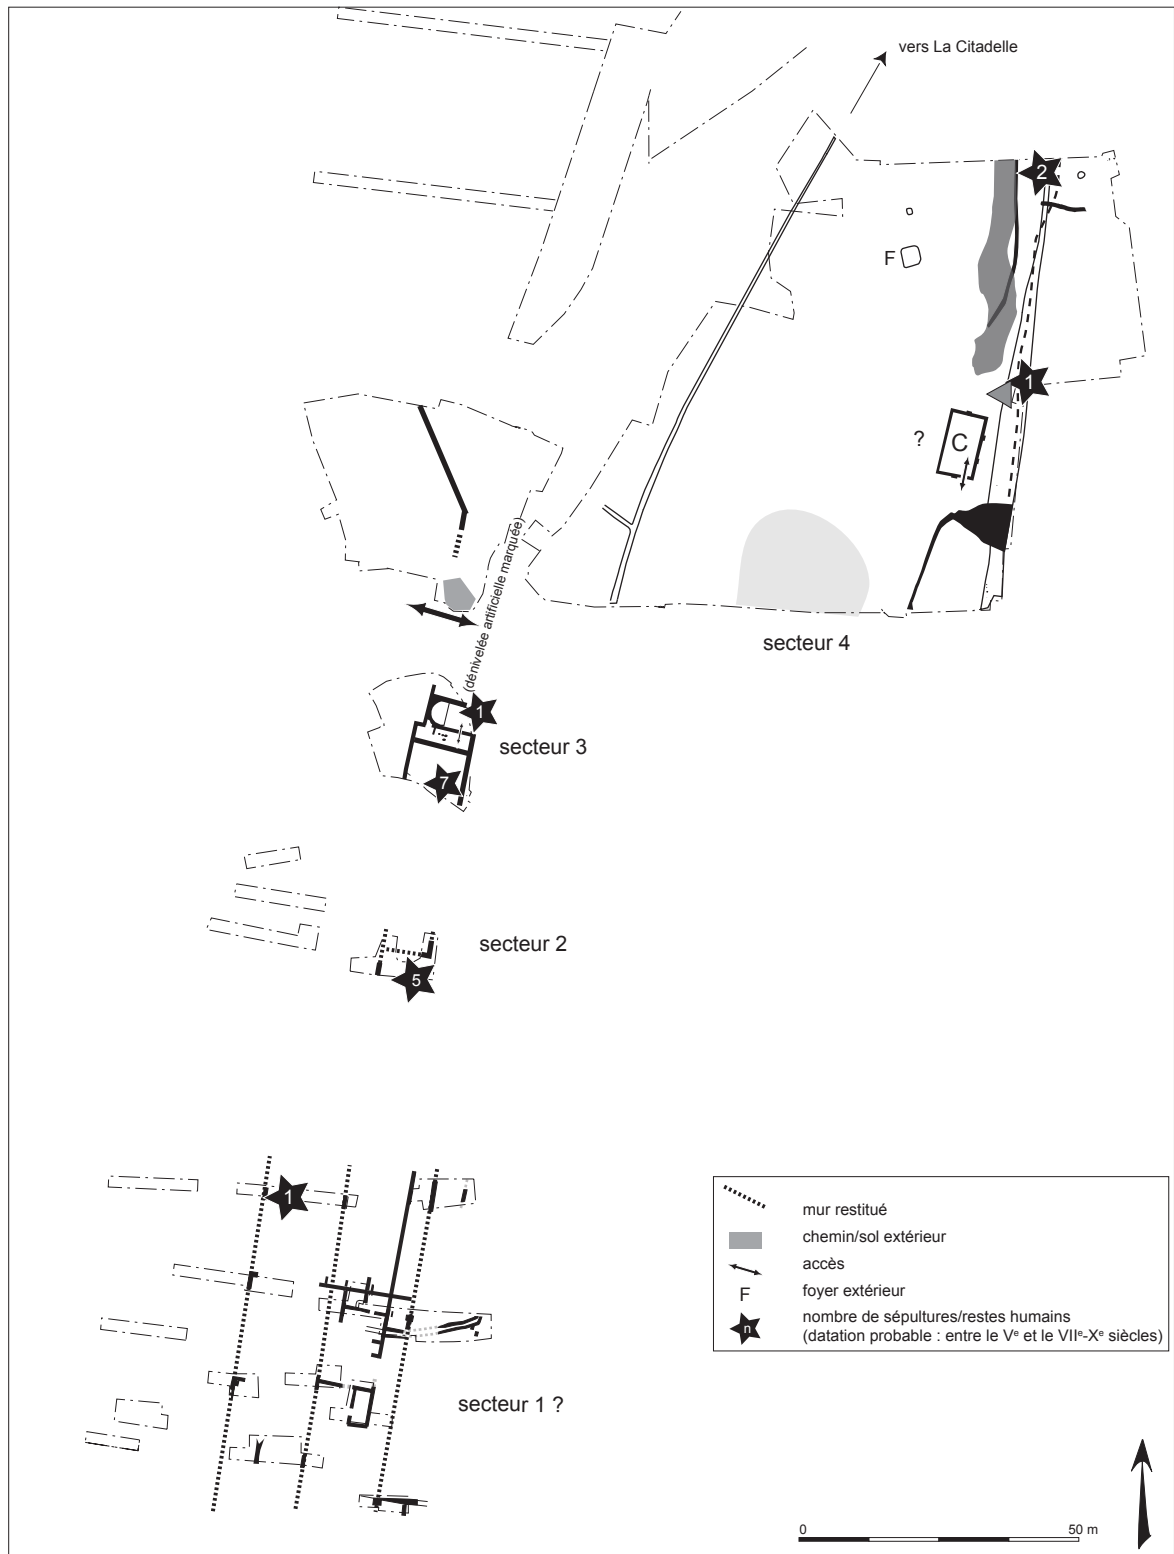 vers La Citadelle
2
F
1
?
C
(dénivelée artificielle marquée)
secteur 4
1
secteur 3
7
secteur 2
5
1
mur restitué
chemin/sol extérieur
accès
F
foyer extérieur
n
nombre de sépultures/restes humains
(datation probable : entre le Vᵉ et le VIIᵉ-Xᵉ siècles)
secteur 1 ?
0
50 m